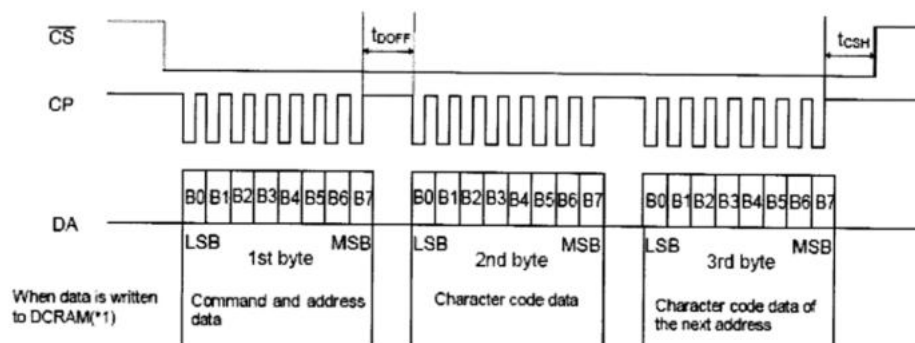 CS
tDOFF
tCSH
CP
DA
B0 B1 B2 B3 B4 B5 B6 B7
B0 B1 B2 B3 B4 B5 B6 B7
B0 B1 B2 B3 B4 B5 B6 B7
LSB MSB
1st byte
LSB MSB
2nd byte
LSB MSB
3rd byte
When data is written
to DCRAM(*1)
Command and address
data
Character code data
Character code data of
the next address